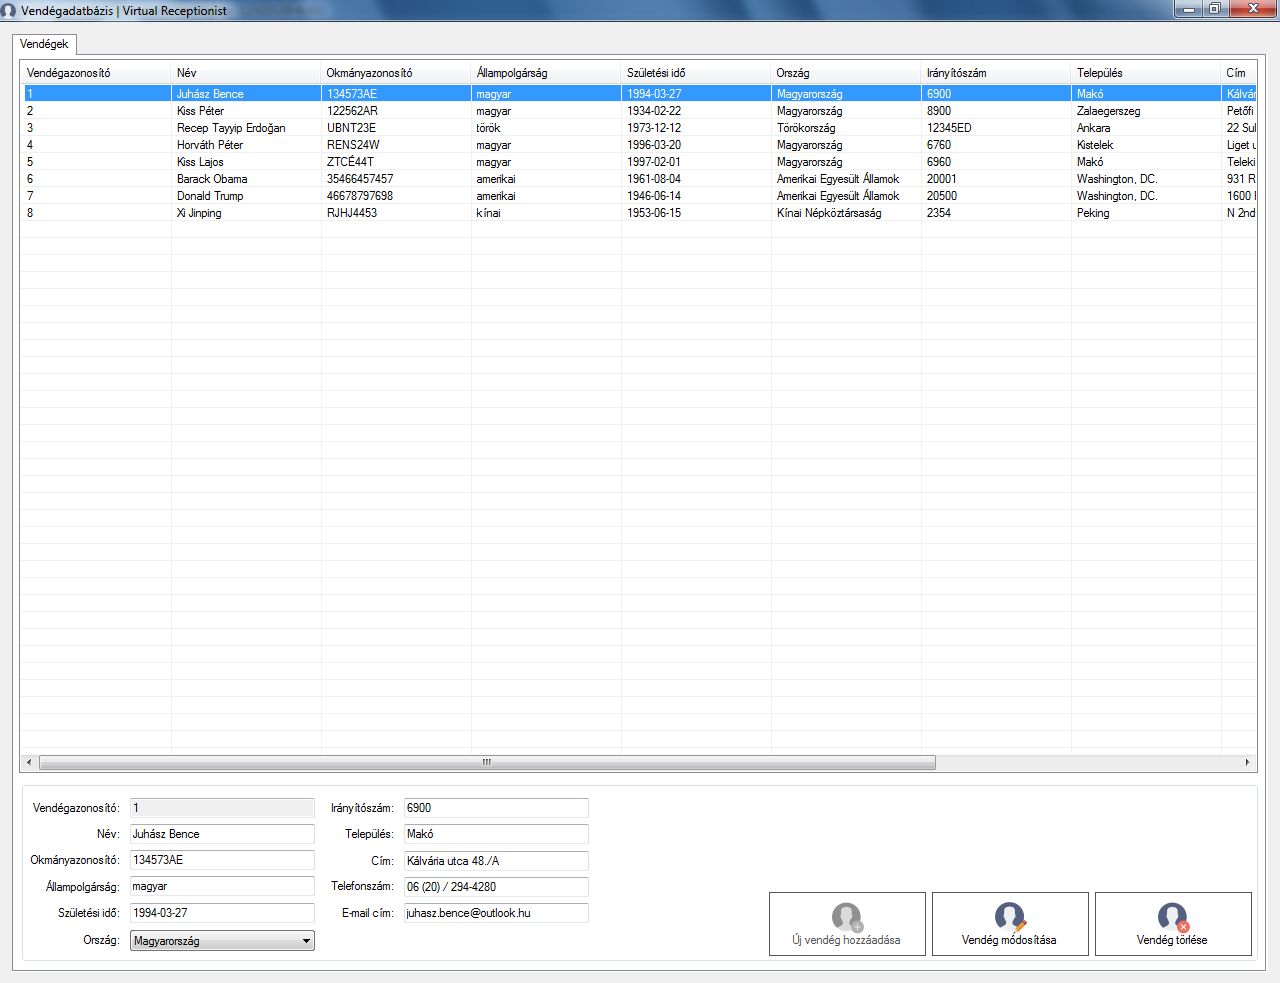 Vendégadatbázis | Virtual Receptionist
Vendégek
Vendégazonosító Név Okmányazonosító Állampolgárság Születési idő Ország Irányítószám Település Cím
1 Juhász Bence 134573AE magyar 1994-03-27 Magyarország 6900 Makó Kálvár
2 Kiss Péter 122562AR magyar 1934-02-22 Magyarország 8900 Zalaegerszeg Petőfi
3 Recep Tayyip Erdoğan UBNT23E török 1973-12-12 Törökország 12345ED Ankara 22 Sul
4 Horváth Péter RENS24W magyar 1996-03-20 Magyarország 6760 Kistelek Liget u
5 Kiss Lajos ZTCÉ44T magyar 1997-02-01 Magyarország 6960 Makó Teleki
6 Barack Obama 35466457457 amerikai 1961-08-04 Amerikai Egyesült Államok 20001 Washington, DC. 931 R
7 Donald Trump 46678797698 amerikai 1946-06-14 Amerikai Egyesült Államok 20500 Washington, DC. 1600
8 Xi Jinping RJHJ4453 kínai 1953-06-15 Kínai Népköztársaság 2354 Peking N 2nd
Vendégazonosító: 1 Irányítószám: 6900
Név: Juhász Bence Település: Makó
Okmányazonosító: 134573AE Cím: Kálvária utca 48./A
Állampolgárság: magyar Telefonszám: 06 (20) / 294-4280
Születési idő: 1994-03-27 E-mail cím: juhasz.bence@outlook.hu
Ország: Magyarország Új vendég hozzáadása Vendég módosítása Vendég törlése